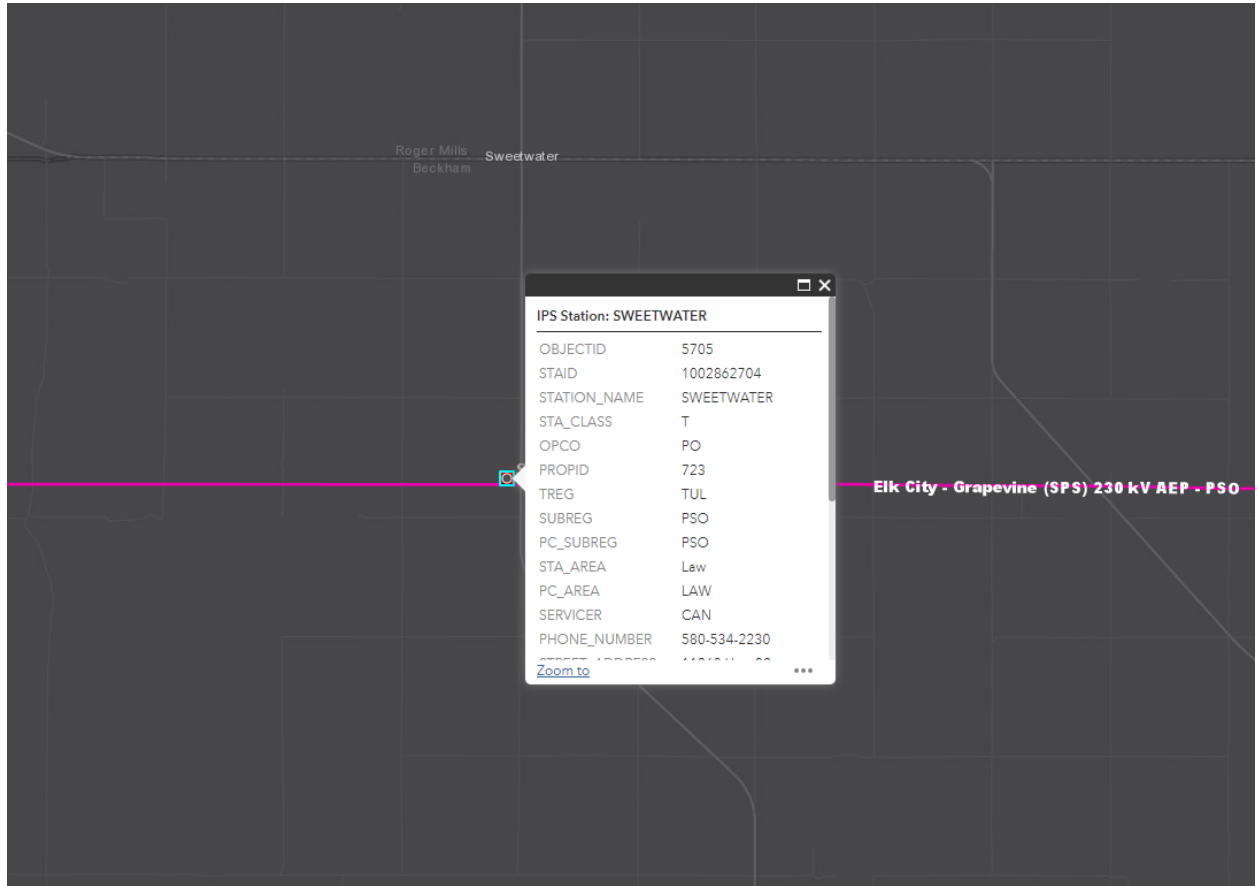 Roger Mills
Sweetwater
Beckham
IPS Station: SWEETWATER
OBJECTID 5705
STAID 1002862704
STATION_NAME SWEETWATER
STA_CLASS T
OPCO PO
PROPID 723
TREG TUL
SUBREG PSO
PC_SUBREG PSO
STA_AREA Law
PC_AREA LAW
SERVICER CAN
PHONE_NUMBER 580-534-2230
Zoom to
Elk City - Grapevine (SPS) 230 kV AEP - PSO